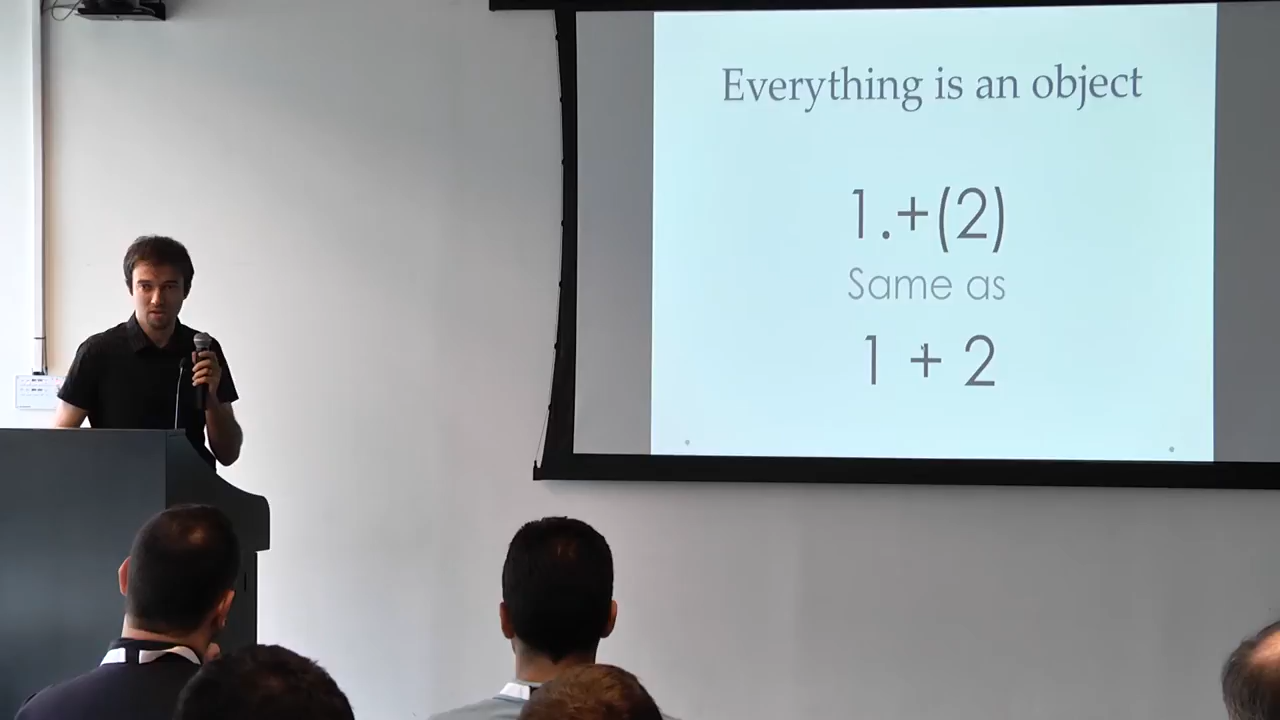 Everything is an object
1.+(2)
Same as
1 + 2